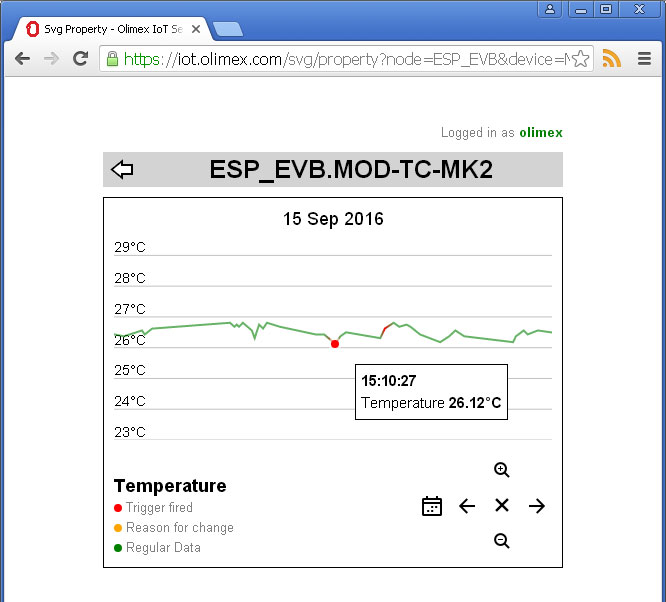 Svg Property - Olimex IoT Se
https://iot.olimex.com/svg/property?node=ESP_EVB&device=M
Logged in as olimex
ESP_EVB.MOD-TC-MK2
15 Sep 2016
29°C
28°C
27°C
26°C
25°C
24°C
23°C
15:10:27
Temperature 26.12°C
Temperature
Trigger fired
Reason for change
Regular Data